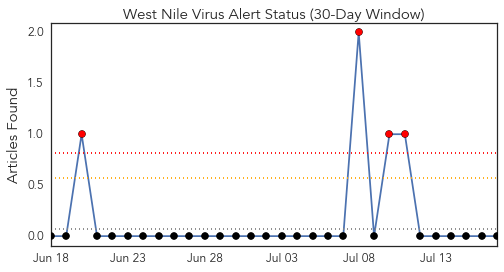 West Nile Virus Alert Status (30-Day Window)
Articles Found
2.0
1.5
1.0
0.5
0.0
Jun 18 Jun 23 Jun 28 Jul 03 Jul 08 Jul 13